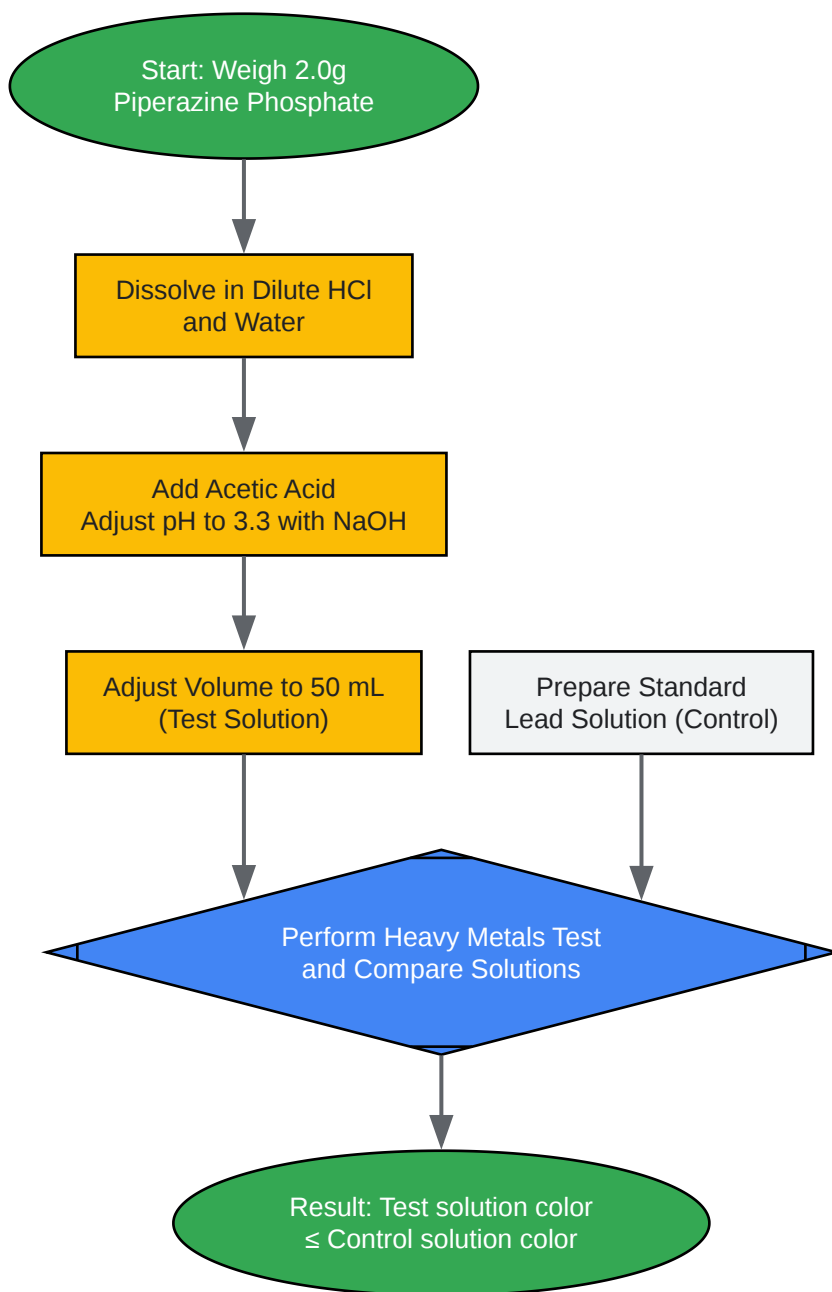 Start: Weigh 2.0g
Piperazine Phosphate
Dissolve in Dilute HCl
and Water
Add Acetic Acid
Adjust pH to 3.3 with NaOH
Adjust Volume to 50 mL
(Test Solution)
Prepare Standard
Lead Solution (Control)
Perform Heavy Metals Test
and Compare Solutions
Result: Test solution color
≤ Control solution color